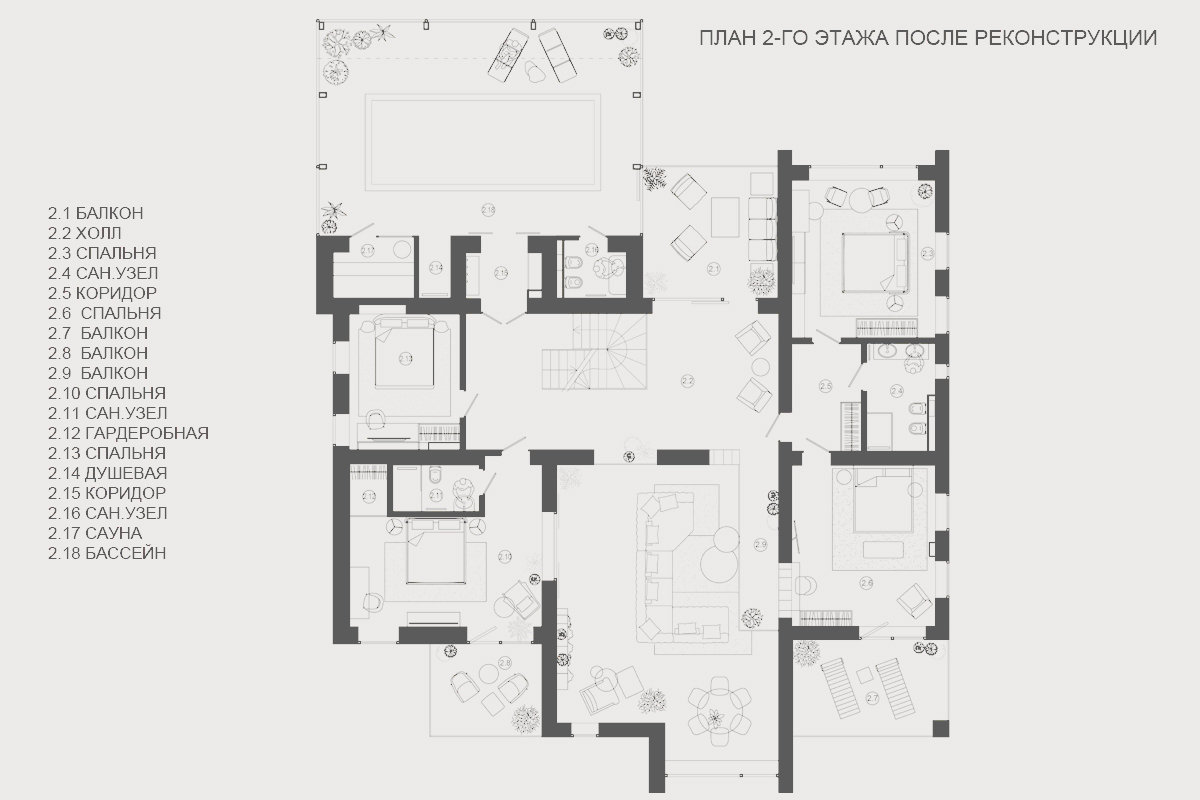 ПЛАН 2-ГО ЭТАЖА ПОСЛЕ РЕКОНСТРУКЦИИ
2.1 БАЛКОН
2.2 ХОЛЛ
2.3 СПАЛЬНЯ
2.4 САН.УЗЕЛ
2.5 КОРИДОР
2.6 СПАЛЬНЯ
2.7 БАЛКОН
2.8 БАЛКОН
2.9 БАЛКОН
2.10 СПАЛЬНЯ
2.11 САН.УЗЕЛ
2.12 ГАРДЕРОБНАЯ
2.13 СПАЛЬНЯ
2.14 ДУШЕВАЯ
2.15 КОРИДОР
2.16 САН.УЗЕЛ
2.17 САУНА
2.18 БАССЕЙН
2.18
2.17
2.14
2.15
2.16
2.1
2.3
2.13
2.2
2.5
2.4
2.12
2.11
2.10
2.9
2.6
2.8
2.7